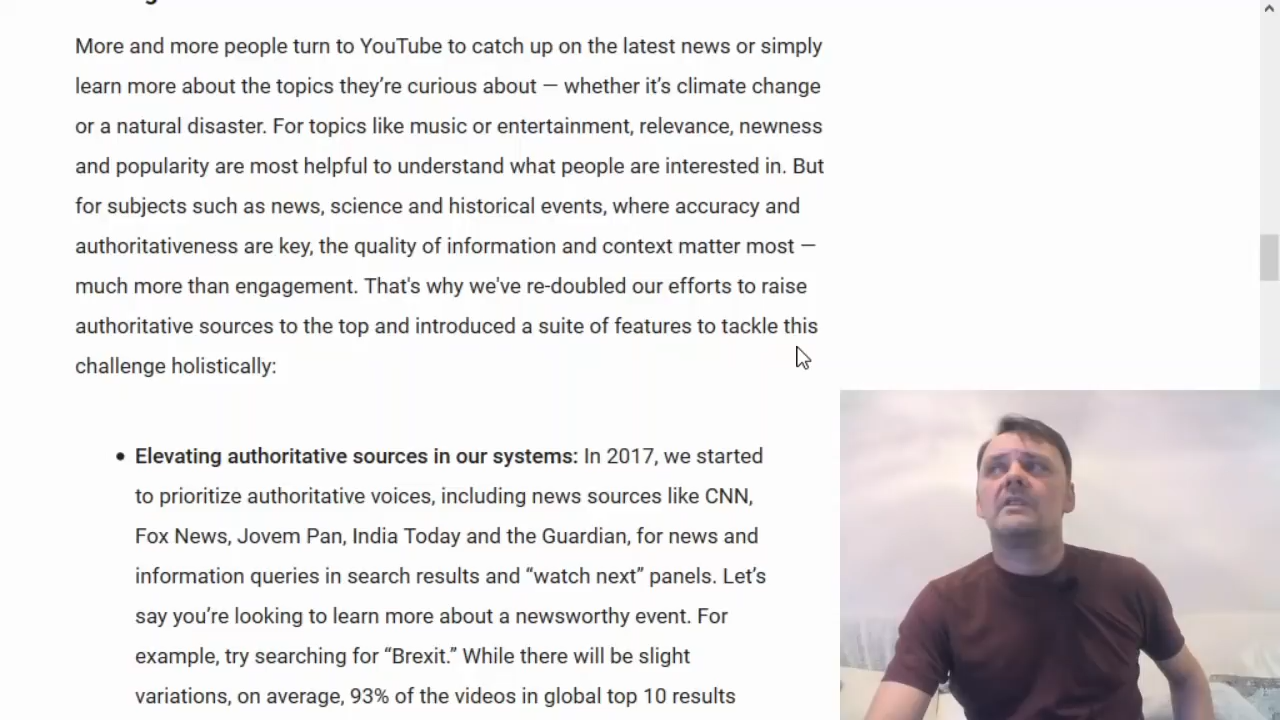 More and more people turn to YouTube to catch up on the latest news or simply
learn more about the topics they’re curious about — whether it’s climate change
or a natural disaster. For topics like music or entertainment, relevance, newness
and popularity are most helpful to understand what people are interested in. But
for subjects such as news, science and historical events, where accuracy and
authoritativeness are key, the quality of information and context matter most —
much more than engagement. That's why we've re-doubled our efforts to raise
authoritative sources to the top and introduced a suite of features to tackle this
challenge holistically:
• Elevating authoritative sources in our systems: In 2017, we started
to prioritize authoritative voices, including news sources like CNN,
Fox News, Jovem Pan, India Today and the Guardian, for news and
information queries in search results and “watch next” panels. Let’s
say you’re looking to learn more about a newsworthy event. For
example, try searching for “Brexit.” While there will be slight
variations, on average, 93% of the videos in global top 10 results